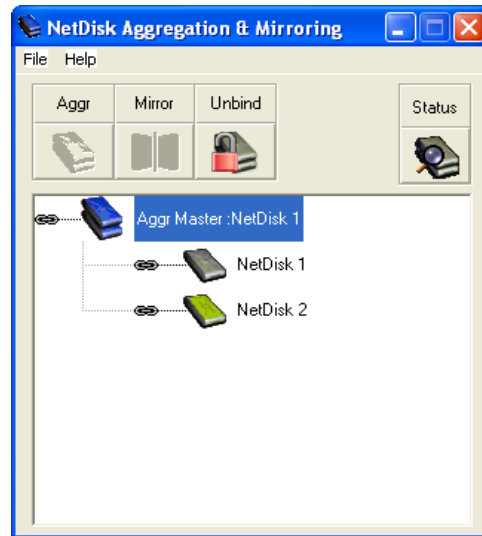 NetDisk Aggregation & Mirroring
File Help
Aggr Mirror Unbind Status
Aggr Master :NetDisk 1
NetDisk 1
NetDisk 2